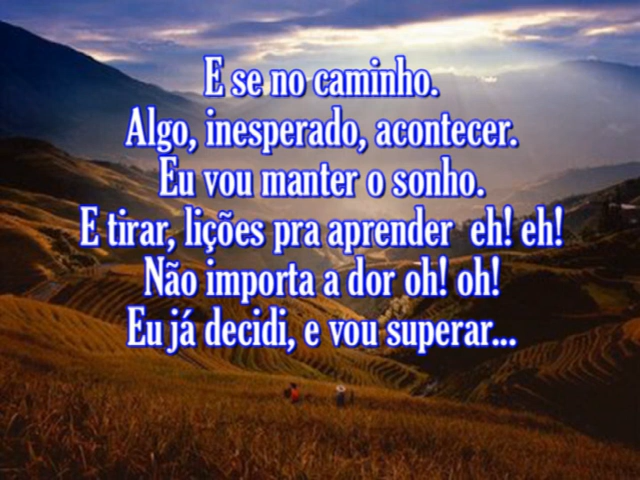 E se no caminho.
Algo, inesperado, acontecer.
Eu vou manter o sonho.
E tirar, lições pra aprender eh! eh!
Não importa a dor oh! oh!
Eu já decidi, e vou superar...